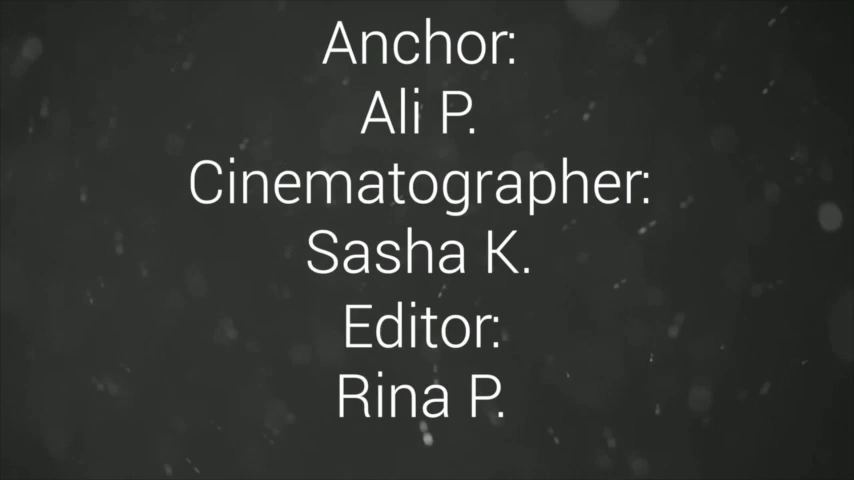 Anchor:
Ali P.
Cinematographer:
Sasha K.
Editor:
Rina P.